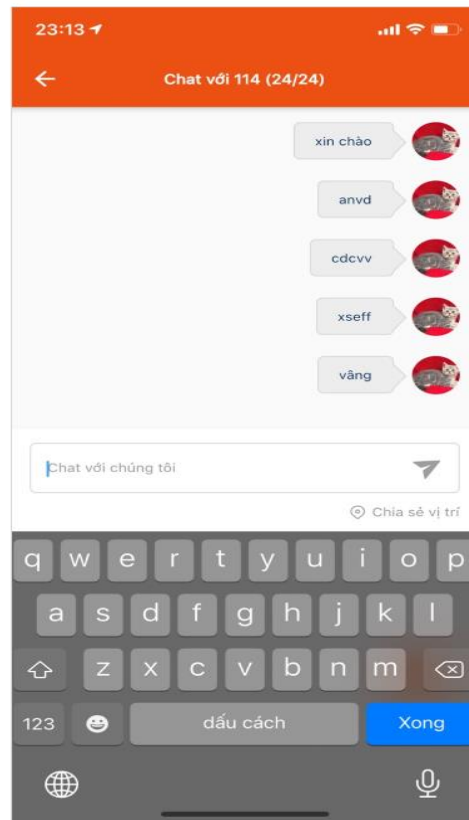 23:13
Chat với 114 (24/24)
xin chào
anvd
cdcvv
xseff
vâng
Chat với chúng tôi
Chia sẻ vị trí
q w e r t y u i o p
a s d f g h j k l
z x c v b n m
123 dấu cách Xong